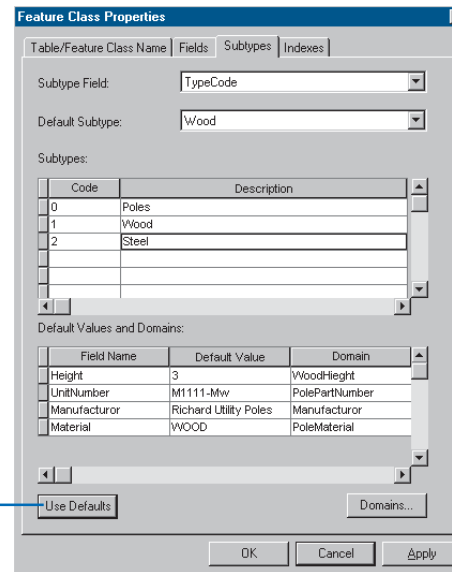 Feature Class Properties
Table/Feature Class Name Fields Subtypes Indexes
Subtype Field: TypeCode
Default Subtype: Wood
Subtypes:
Code Description
0 Poles
1 Wood
2 Steel
Default Values and Domains:
Field Name Default Value Domain
Height 3 WoodHieght
UnitNumber M1111-Mw PolePartNumber
Manufacturor Richard Utility Poles Manufacturor
Material WOOD PoleMaterial
Use Defaults Domains...
OK Cancel Apply